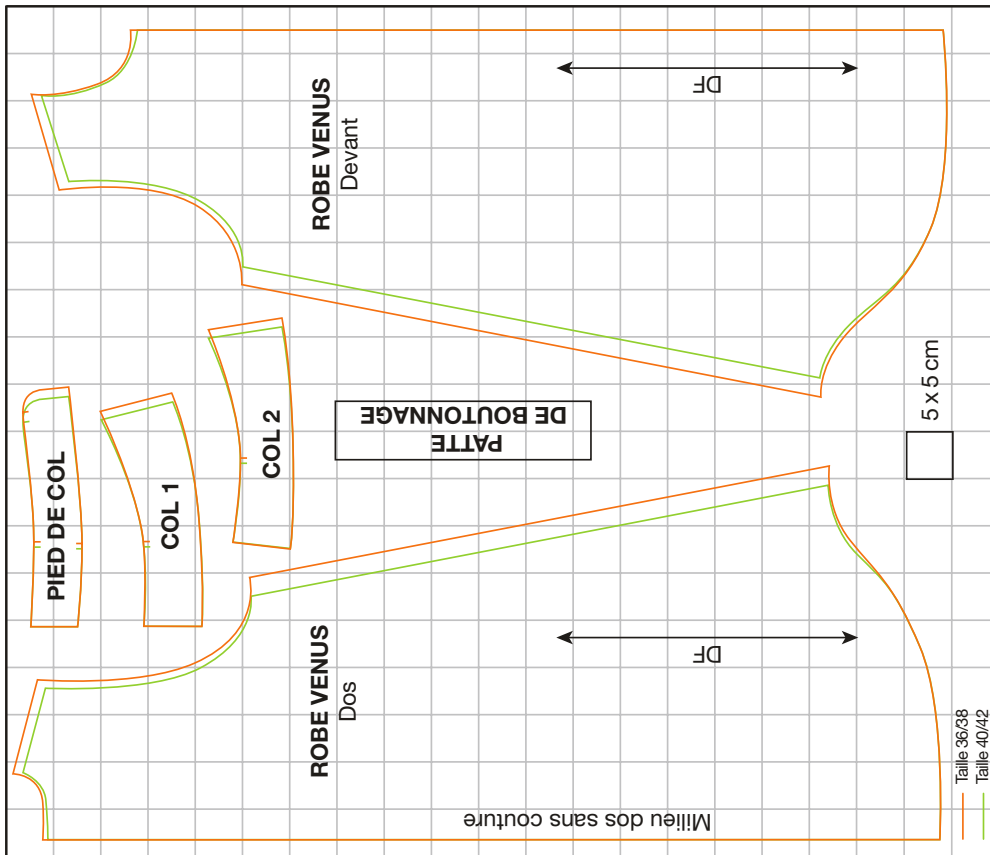 PIED DE COL
COL 1
COL 2
ROBE VENUS
Devant
DF
PATTE
DE BOUTONNAGE
5 x 5 cm
ROBE VENUS
Dos
DF
Milieu dos sans couture
Taille 36/38
Taille 40/42